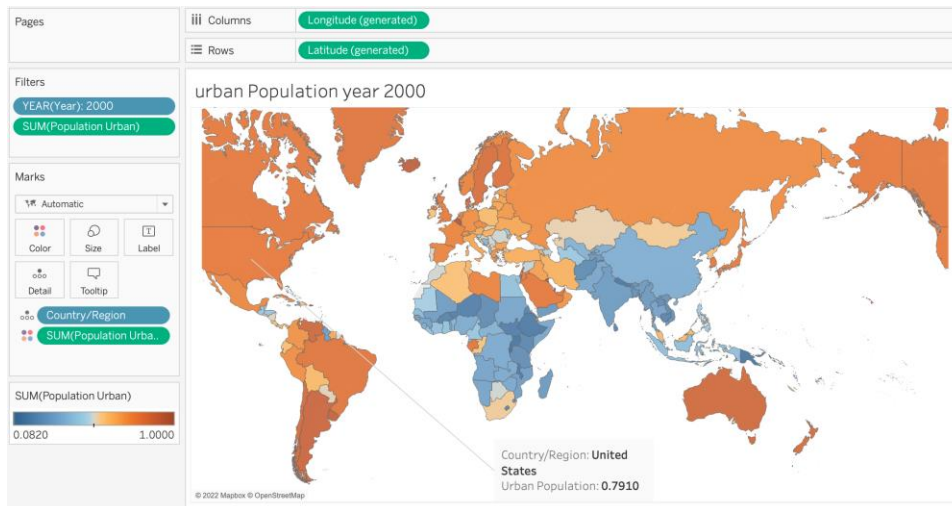 Pages
Columns
Longitude (generated)
Rows
Latitude (generated)
Filters
YEAR(Year): 2000
SUM(Population Urban)
Marks
Automatic
Color
Size
Label
Detail
Tooltip
Country/Region
SUM(Population Urba..
SUM(Population Urban)
0.0820
1.0000
urban Population year 2000
Country/Region: United
States
Urban Population: 0.7910
© 2022 Mapbox © OpenStreetMap